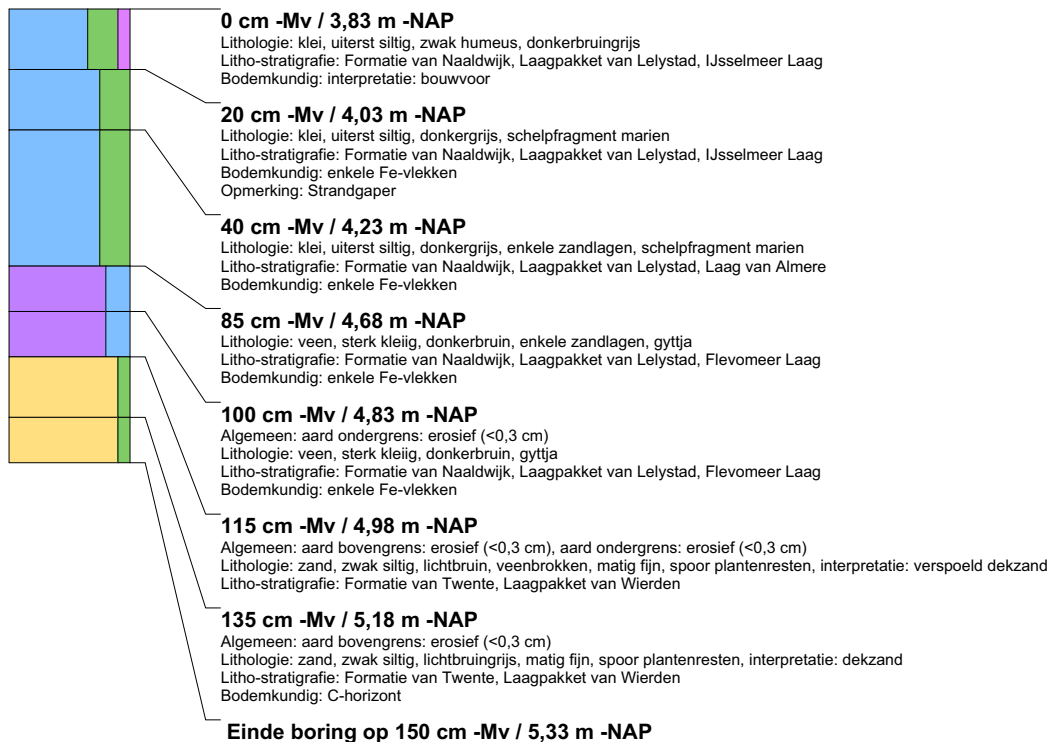 0 cm -Mv / 3,83 m -NAP
Lithologie: klei, uiterst siltig, zwak humeus, donkerbruingrijs
Litho-stratigrafie: Formatie van Naaldwijk, Laagpakket van Lelystad, IJsselmeer Laag
Bodemkundig: interpretatie: bouwvoor
20 cm -Mv / 4,03 m -NAP
Lithologie: klei, uiterst siltig, donkergrijs, schelpfragment marien
Litho-stratigrafie: Formatie van Naaldwijk, Laagpakket van Lelystad, IJsselmeer Laag
Bodemkundig: enkele Fe-vlekken
Opmerking: Strandgaper
40 cm -Mv / 4,23 m -NAP
Lithologie: klei, uiterst siltig, donkergrijs, enkele zandlagen, schelpfragment marien
Litho-stratigrafie: Formatie van Naaldwijk, Laagpakket van Lelystad, Laag van Almere
Bodemkundig: enkele Fe-vlekken
85 cm -Mv / 4,68 m -NAP
Lithologie: veen, sterk kleiig, donkerbruin, enkele zandlagen, gyttja
Litho-stratigrafie: Formatie van Naaldwijk, Laagpakket van Lelystad, Flevomeer Laag
Bodemkundig: enkele Fe-vlekken
100 cm -Mv / 4,83 m -NAP
Algemeen: aard ondergrens: erosief (<0,3 cm)
Lithologie: veen, sterk kleiig, donkerbruin, gyttja
Litho-stratigrafie: Formatie van Naaldwijk, Laagpakket van Lelystad, Flevomeer Laag
Bodemkundig: enkele Fe-vlekken
115 cm -Mv / 4,98 m -NAP
Algemeen: aard bovengrens: erosief (<0,3 cm), aard ondergrens: erosief (<0,3 cm)
Lithologie: zand, zwak siltig, lichtbruin, veenbrokken, matig fijn, spoor plantenresten, interpretatie: verspoeld dekzand
Litho-stratigrafie: Formatie van Twente, Laagpakket van Wierden
135 cm -Mv / 5,18 m -NAP
Algemeen: aard bovengrens: erosief (<0,3 cm)
Lithologie: zand, zwak siltig, lichtbruingrijs, matig fijn, spoor plantenresten, interpretatie: dekzand
Litho-stratigrafie: Formatie van Twente, Laagpakket van Wierden
Bodemkundig: C-horizont
Einde boring op 150 cm -Mv / 5,33 m -NAP